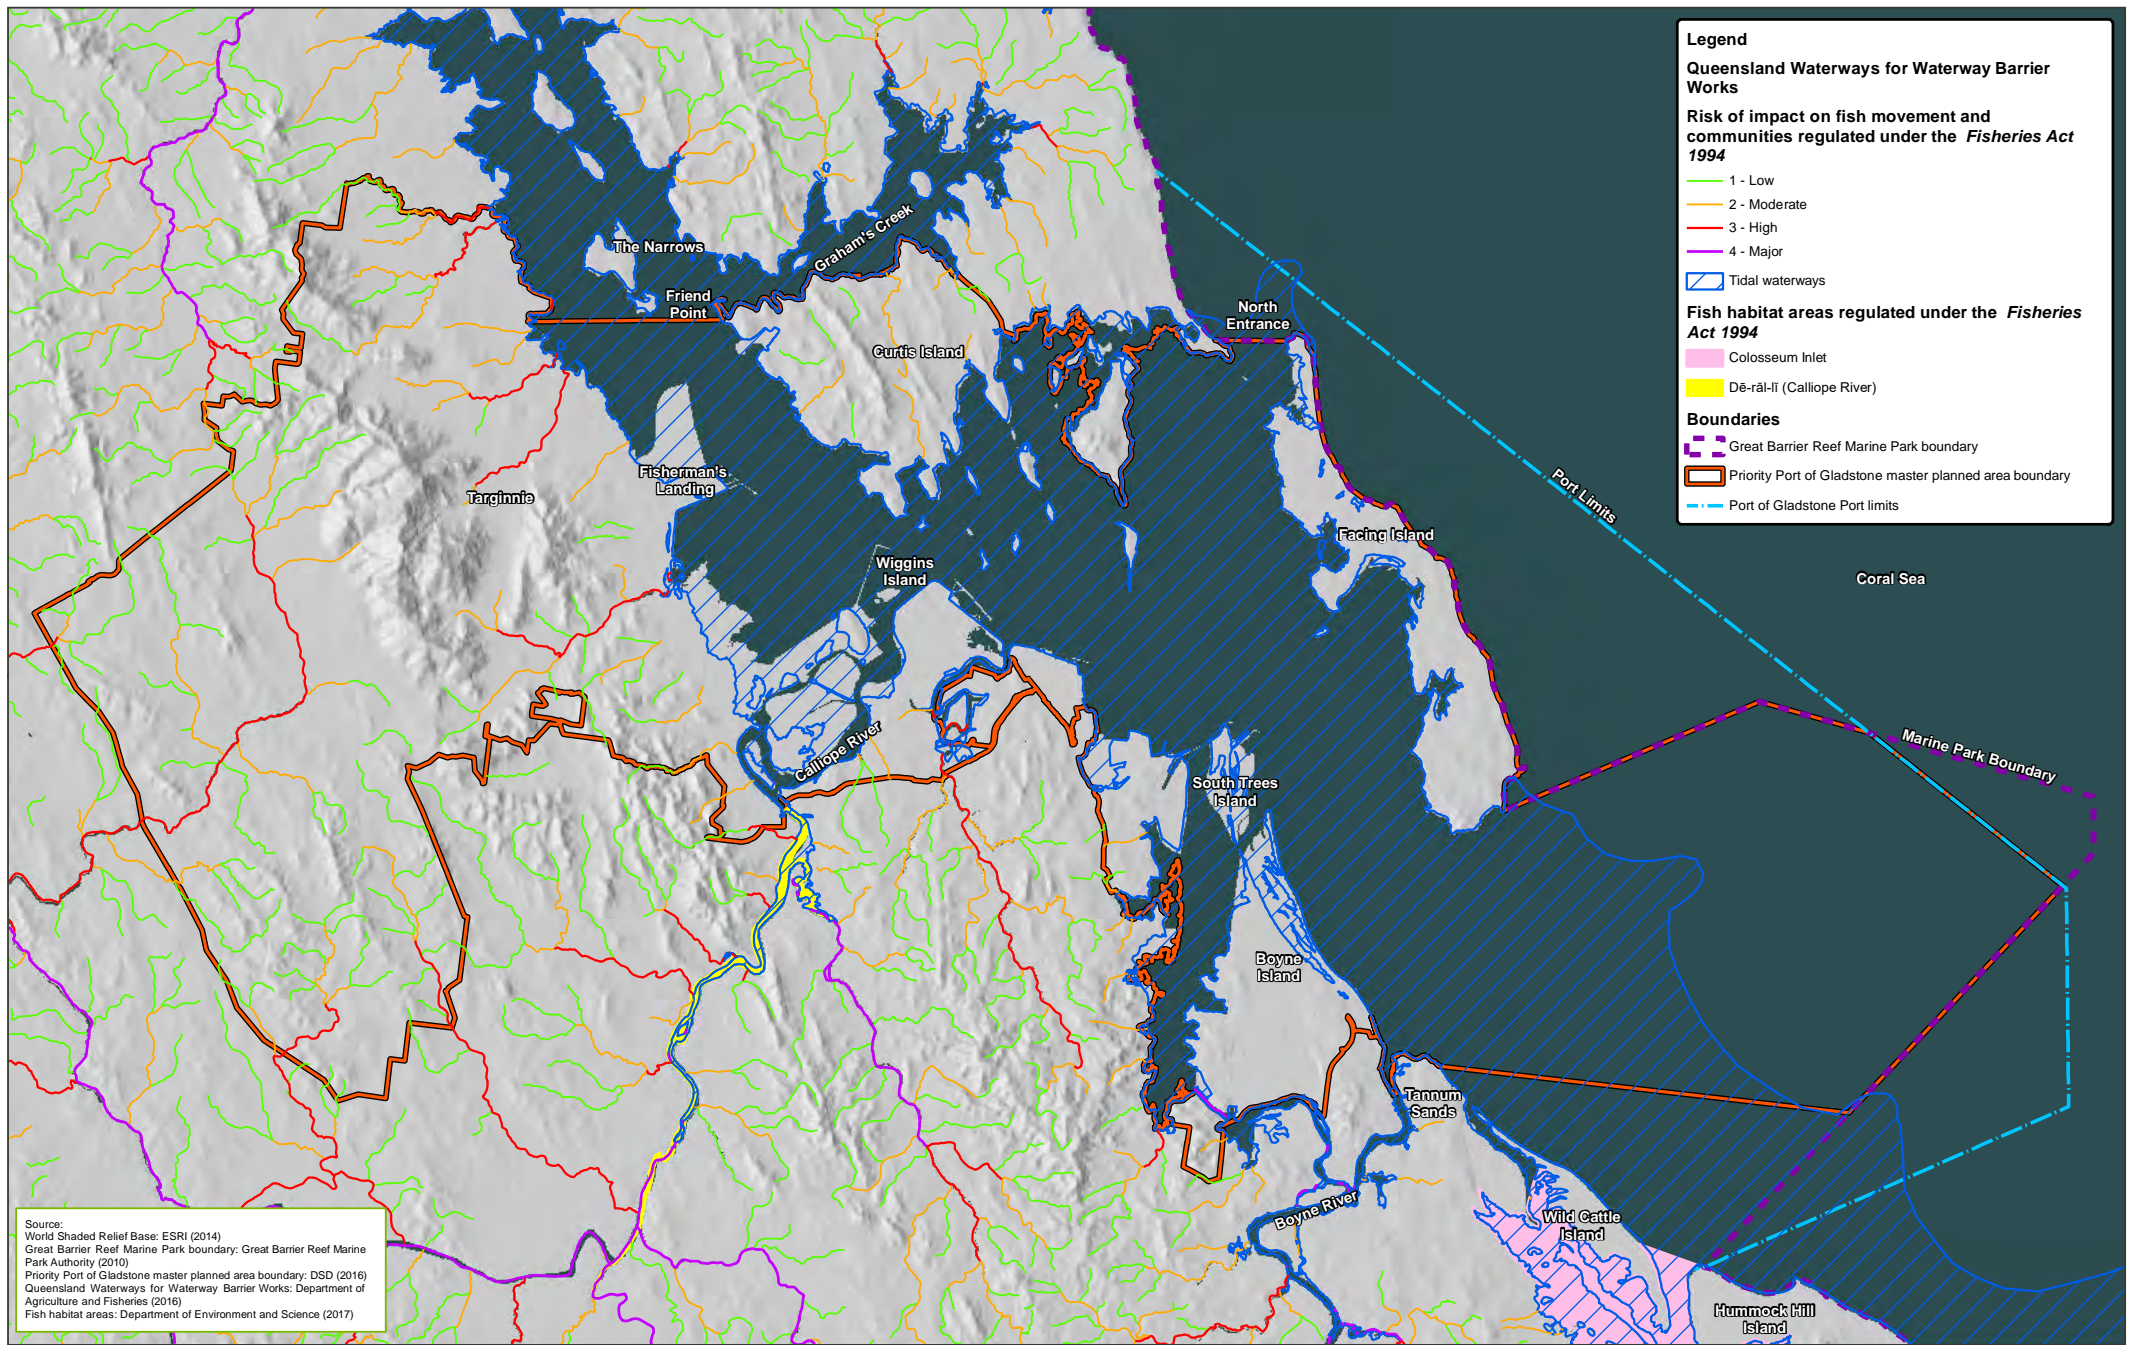 Legend
Queensland Waterways for Waterway Barrier
Works
Risk of impact on fish movement and
communities regulated under the Fisheries Act
1994
1 - Low
2 - Moderate
3 - High
4 - Major
Tidal waterways
Fish habitat areas regulated under the Fisheries
Act 1994
Colosseum Inlet
Dē-răl-lī (Calliope River)
Boundaries
Great Barrier Reef Marine Park boundary
Priority Port of Gladstone master planned area boundary
Port of Gladstone Port limits
The Narrows
Graham's Creek
Friend
Point
North
Entrance
Curtis Island
Fisherman's
Landing
Targinnie
Port Limits
Facing Island
Wiggins
Island
Coral Sea
Calliope River
Marine Park Boundary
South Trees
Island
Boyne
Island
Tannum
Sands
Boyne River
Wild Cattle
Island
Hummock Hill
Island
Source:
World Shaded Relief Base: ESRI (2014)
Great Barrier Reef Marine Park boundary: Great Barrier Reef Marine
Park Authority (2010)
Priority Port of Gladstone master planned area boundary: DSD (2016)
Queensland Waterways for Waterway Barrier Works: Department of
Agriculture and Fisheries (2016)
Fish habitat areas: Department of Environment and Science (2017)